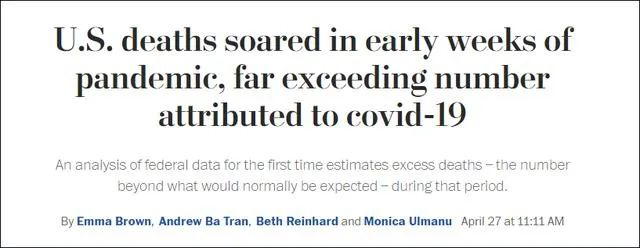 U.S. deaths soared in early weeks of
pandemic, far exceeding number
attributed to covid-19
An analysis of federal data for the first time estimates excess deaths – the number
beyond what would normally be expected – during that period.
By Emma Brown, Andrew Ba Tran, Beth Reinhard and Monica Ulmanu April 27 at 11:11 AM